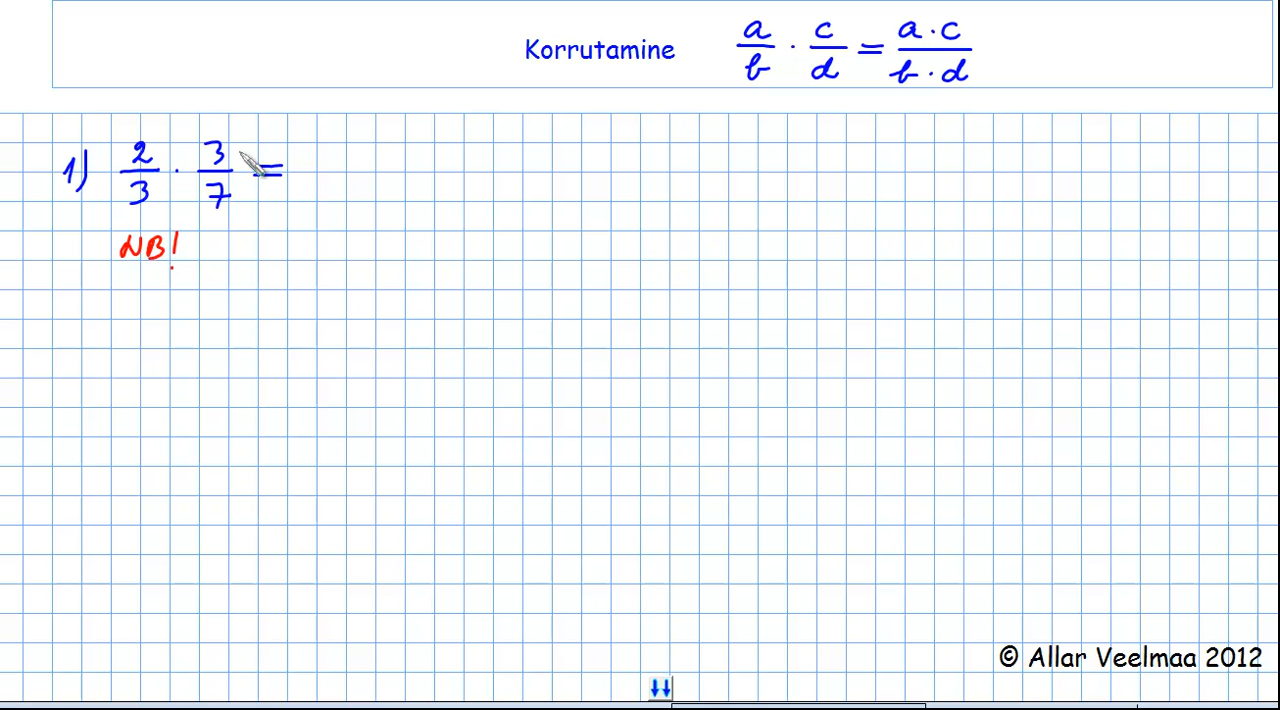 Korrutamine a/b · c/d = a · c / b · d
1) 2/3 · 3/7 =
NB!
© Allar Veelmaa 2012